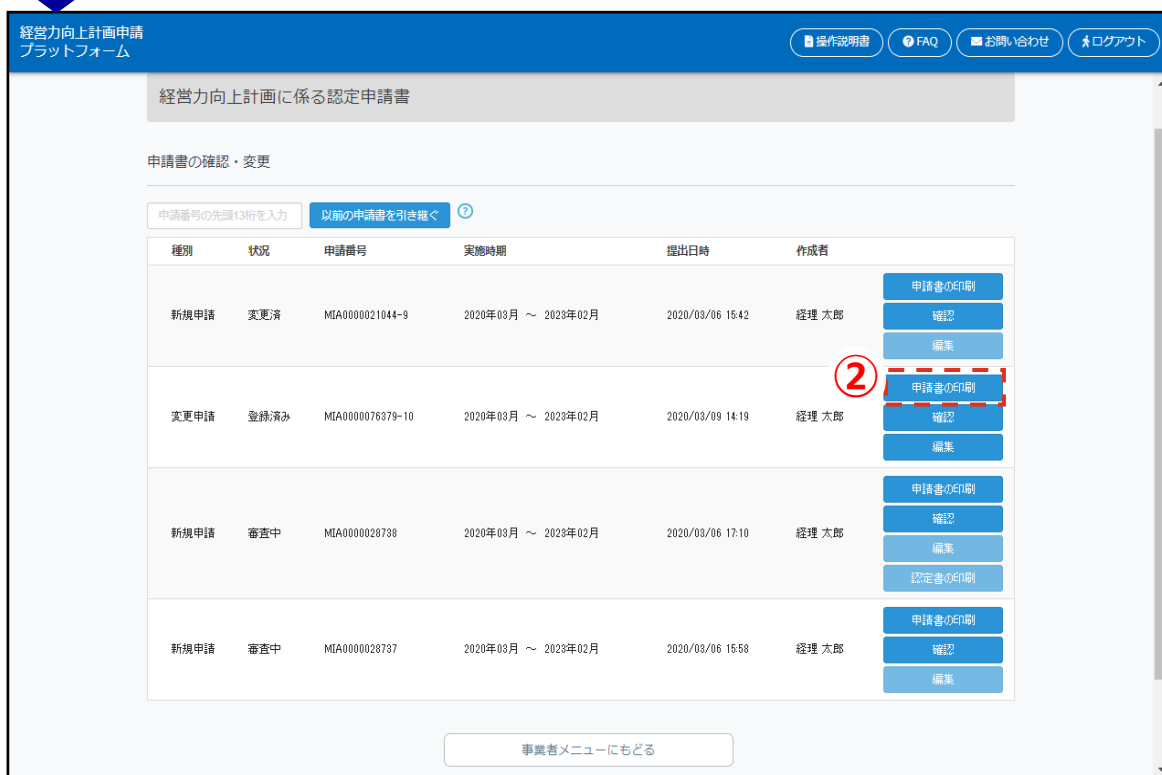 経営力向上計画申請
プラットフォーム
操作説明書
FAQ
お問い合わせ
ログアウト
経営力向上計画に係る認定申請書
申請書の確認・変更
申請番号の先頭13桁を入力 以前の申請書を引き継ぐ ?
種別 状況 申請番号 実施時期 提出日時 作成者
申請書の印刷
新規申請 変更済 MIA0000021044-9 2020年03月 ～ 2023年02月 2020/03/06 15:42 経理 太郎 確認
編集
② 申請書の印刷
変更申請 登録済み MIA0000076379-10 2020年03月 ～ 2023年02月 2020/03/09 14:19 経理 太郎 確認
編集
申請書の印刷
確認
新規申請 審査中 MIA0000028738 2020年03月 ～ 2023年02月 2020/03/06 17:10 経理 太郎
編集
認定書の印刷
申請書の印刷
新規申請 審査中 MIA0000028737 2020年03月 ～ 2023年02月 2020/03/06 15:58 経理 太郎 確認
編集
事業者メニューにもどる